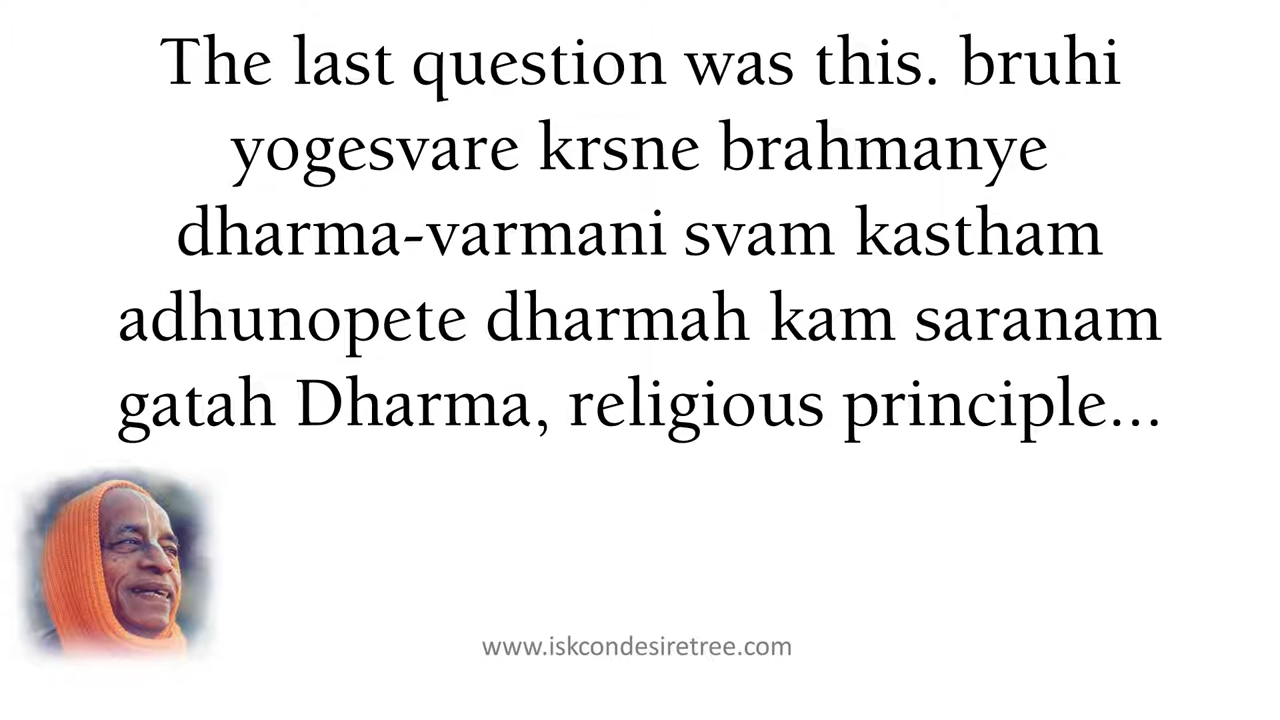 The last question was this. bruhi
yogesvare krsne brahmanye
dharma-varmani svam kastham
adhunopete dharmah kam saranam
gatah Dharma, religious principle...
www.iskcondesiretree.com